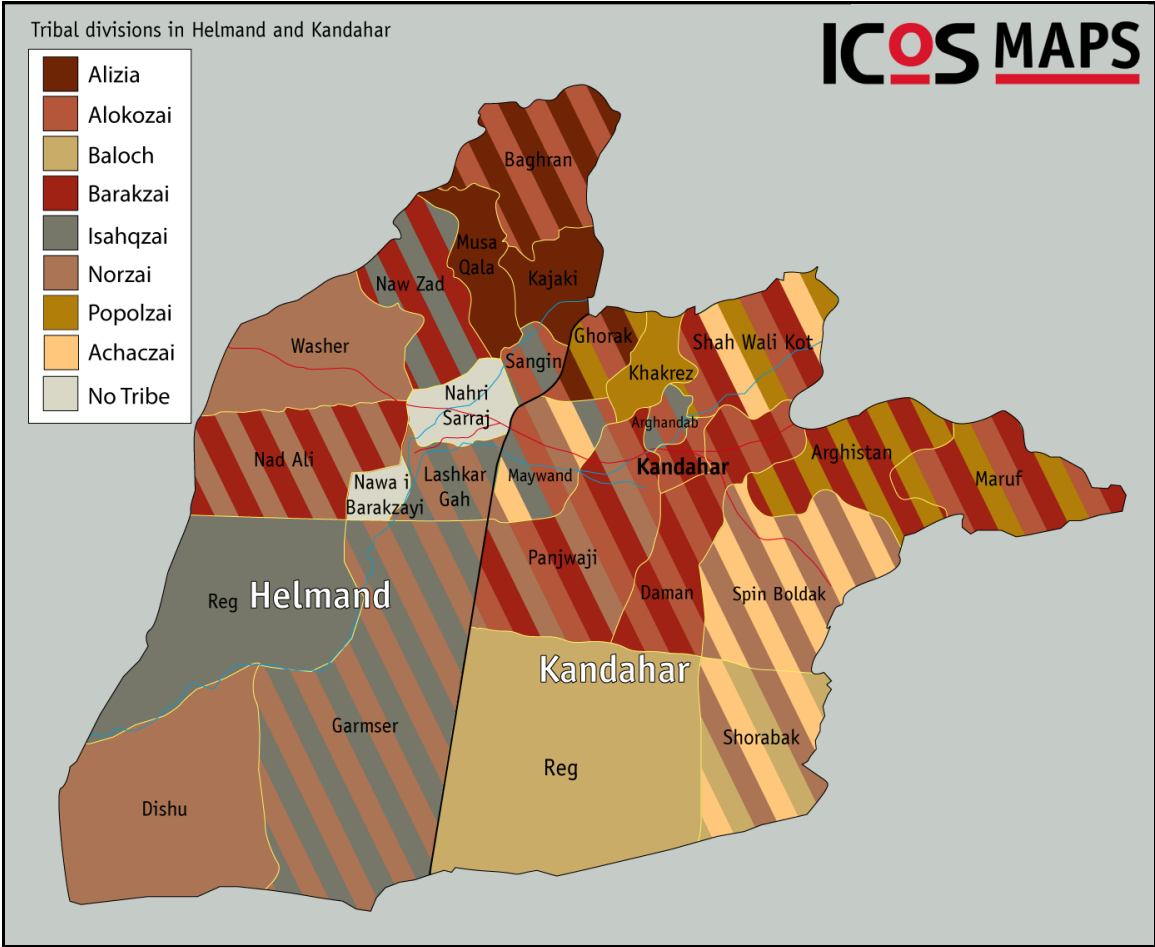 Tribal divisions in Helmand and Kandahar
ICOS MAPS
Alizia
Alokozai
Baloch
Barakzai
Isahqzai
Norzai
Popolzai
Achaczai
No Tribe
Baghran
Musa
Qala
Kajaki
Naw Zad
Washer
Sangin
Ghorak
Shah Wali Kot
Khakrez
Nahri
Sarraj
Arghandab
Nad Ali
Lashkar
Gah
Maywand
Kandahar
Arghistan
Maruf
Nawa i
Barakzayi
Panjwaji
Daman
Spin Boldak
Reg
Helmand
Kandahar
Garmser
Shorabak
Reg
Dishu